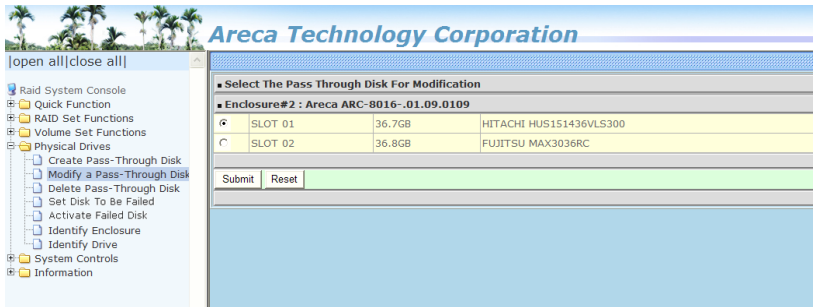 Areca Technology Corporation
|open all|close all|
Raid System Console
Quick Function
RAID Set Functions
Volume Set Functions
Physical Drives
Create Pass-Through Disk
Modify a Pass-Through Disk
Delete Pass-Through Disk
Set Disk To Be Failed
Activate Failed Disk
Identify Enclosure
Identify Drive
System Controls
Information
Select The Pass Through Disk For Modification
Enclosure#2 : Areca ARC-8016-.01.09.0109
SLOT 01 36.7GB HITACHI HUS151436VLS300
SLOT 02 36.8GB FUJITSU MAX3036RC
Submit Reset